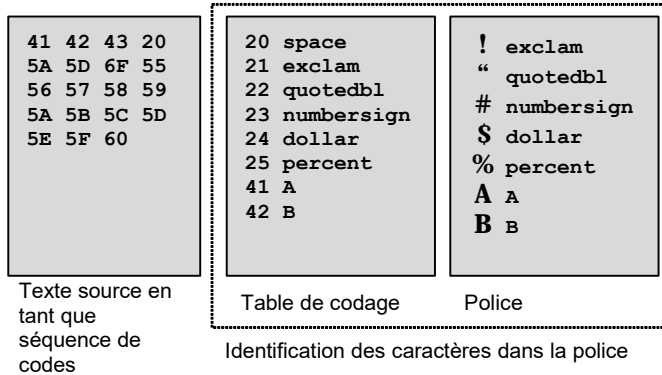 41 42 43 20
5A 5D 6F 55
56 57 58 59
5A 5B 5C 5D
5E 5F 60
Texte source en
tant que
séquence de
codes
20 space
21 exclam
22 quotedbl
23 numbersign
24 dollar
25 percent
41 A
42 B
Table de codage
! exclam
“ quotedbl
# numbersign
$ dollar
% percent
A A
B B
Police
Identification des caractères dans la police